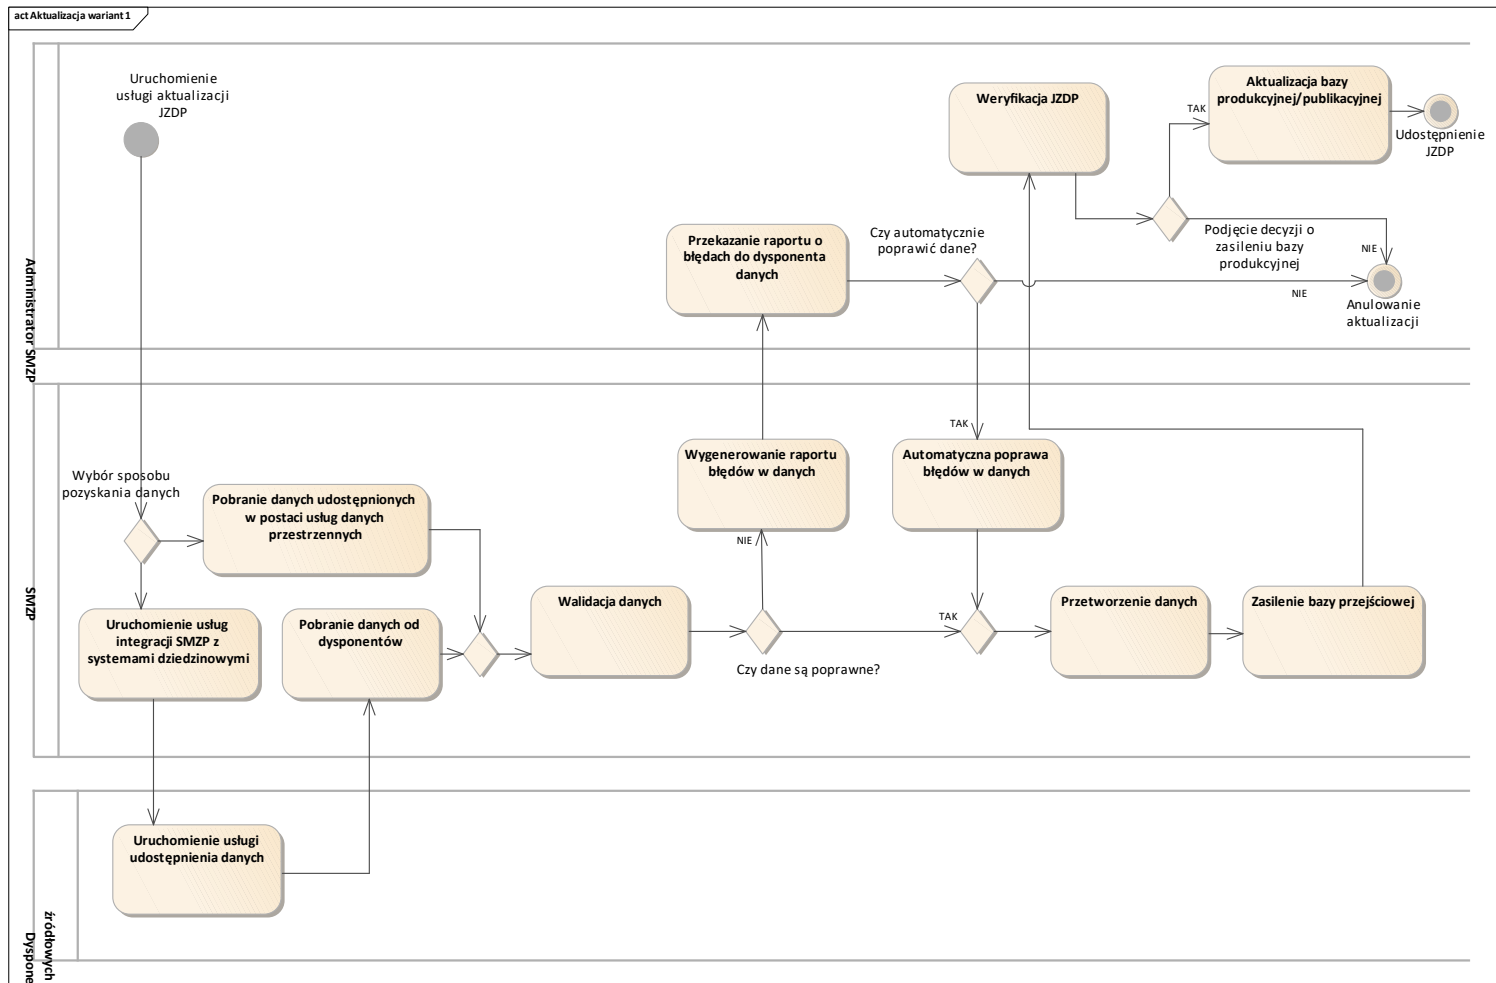 act Aktualizacja wariant 1
Uruchomienie
usługi aktualizacji
JZDP
Weryfikacja JZDP
Aktualizacja bazy
produkcyjnej/publikacyjnej
TAK
Udostępnienie
JZDP
Przekazanie raportu o
błędach do dysponenta
danych
Czy automatycznie
poprawić dane?
Podjęcie decyzji o
zasileniu bazy
produkcyjnej
NIE
NIE
Anulowanie
aktualizacji
Administrator SMZP
TAK
Wybór sposobu
pozyskania danych
Pobranie danych udostępnionych
w postaci usług danych
przestrzennych
Wygenerowanie raportu
błędów w danych
Automatyczna poprawa
błędów w danych
NIE
SMZP
Uruchomienie usług
integracji SMZP z
systemami dziedzinowymi
Pobranie danych od
dysponentów
Walidacja danych
TAK
Przetworzenie danych
Zasilenie bazy przejściowej
Czy dane są poprawne?
Uruchomienie usługi
udostępnienia danych
Dyspone
źródłowych